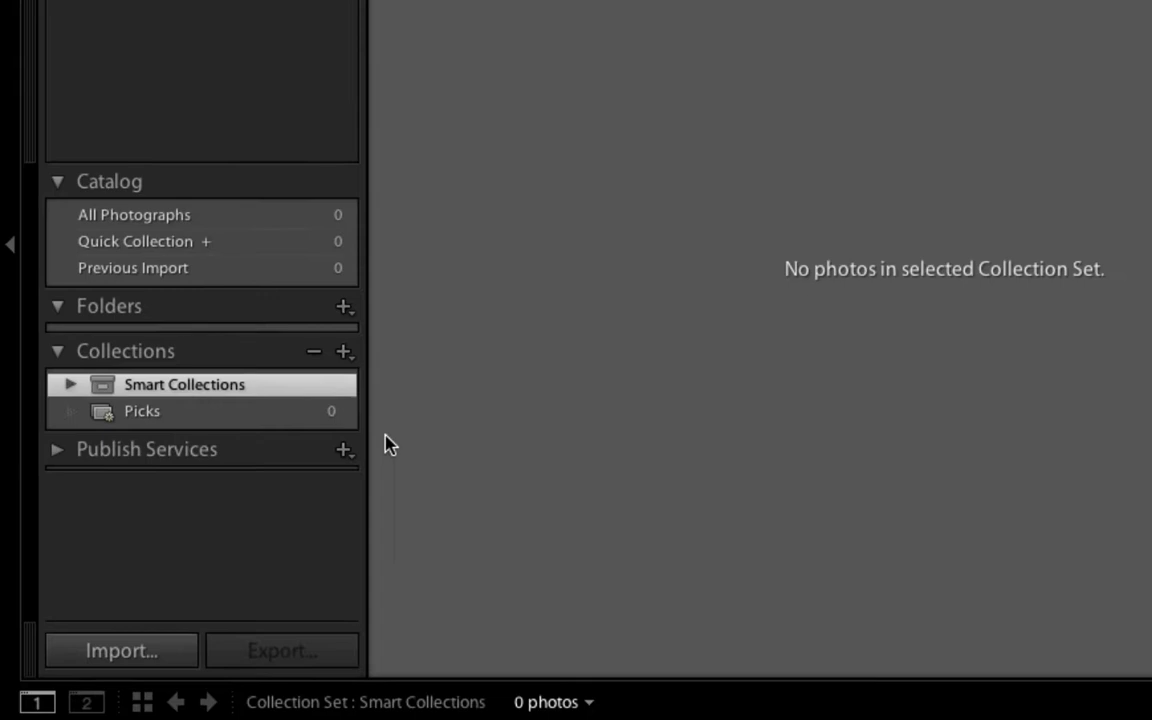 Catalog
All Photographs 0
Quick Collection + 0
Previous Import 0
No photos in selected Collection Set.
Folders
Collections
Smart Collections
Picks 0
Publish Services
Import...
Export...
1 2 Collection Set : Smart Collections 0 photos